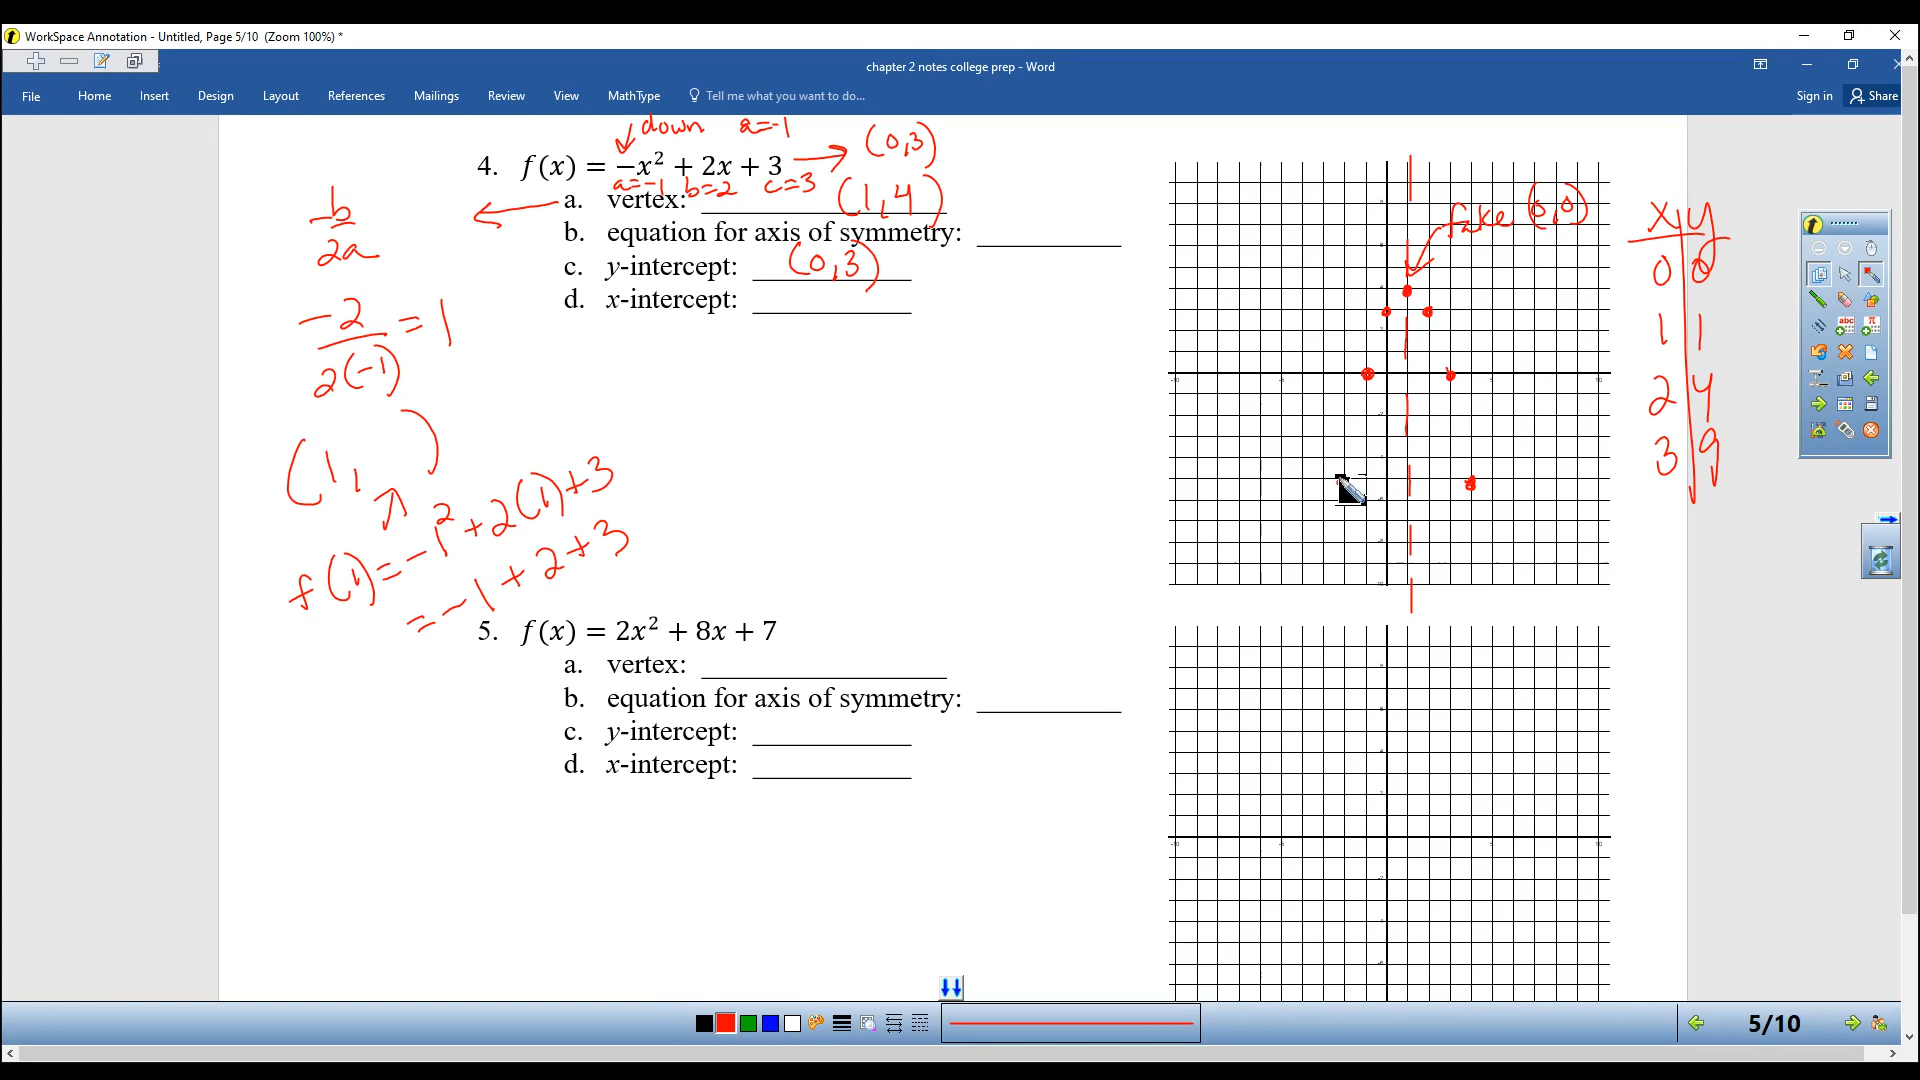 WorkSpace Annotation - Untitled, Page 5/10 (Zoom 100%) *
chapter 2 notes college prep - Word
File Home Insert Design Layout References Mailings Review View MathType Tell me what you want to do... Sign in Share
down a=-1
4. f(x) = −x² + 2x + 3 → (0,3)
a=-1 b=2 c=3
a. vertex: (1,4)
b. equation for axis of symmetry:
c. y-intercept: (0,3)
d. x-intercept:
-b
2a
-2 = 1
2(-1)
(1, )
f(1) = -1² + 2(1) + 3
= -1 + 2 + 3
fake (0,0)
x y
0 0
1 1
2 4
3 9
5. f(x) = 2x² + 8x + 7
a. vertex:
b. equation for axis of symmetry:
c. y-intercept:
d. x-intercept:
5/10